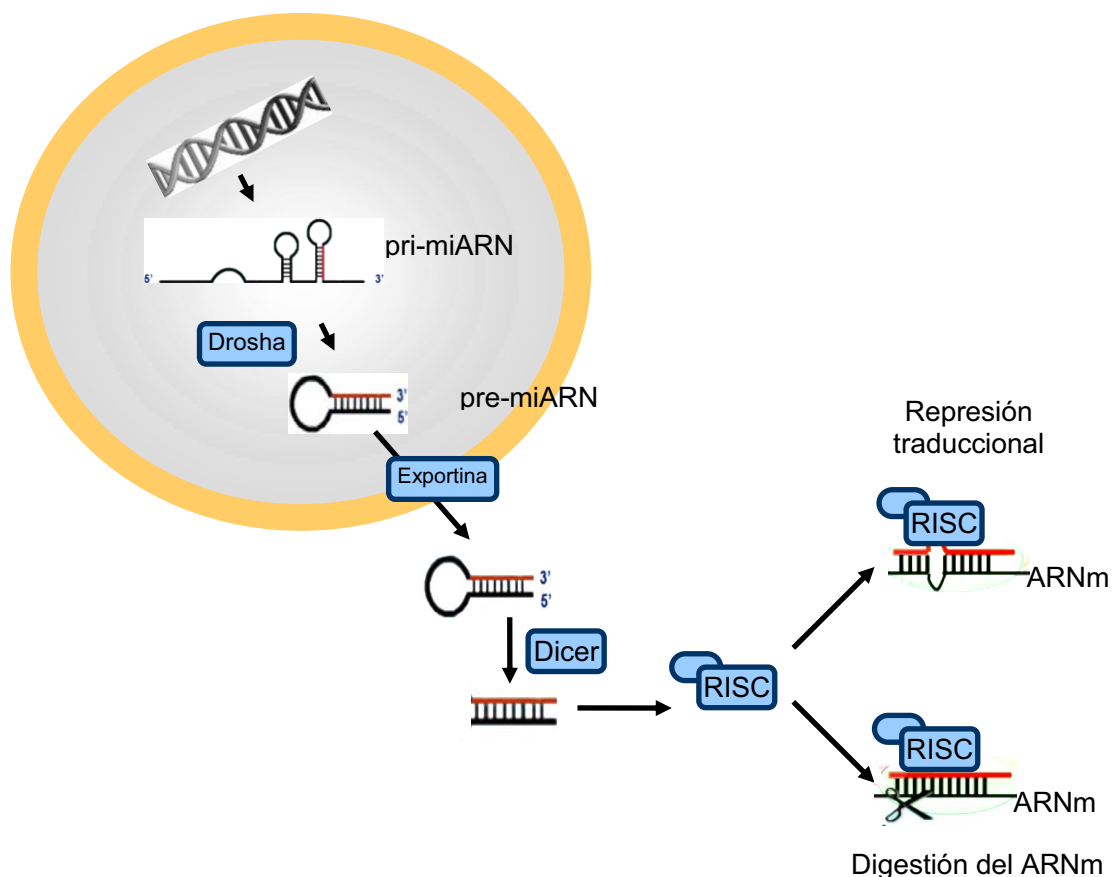 pri-miARN
5' 3'
Drosha
3'
pre-miARN
5'
Exportina
Represión
traduccional
RISC
ARNm
3'
5'
Dicer
RISC
RISC
ARNm
Digestión del ARNm